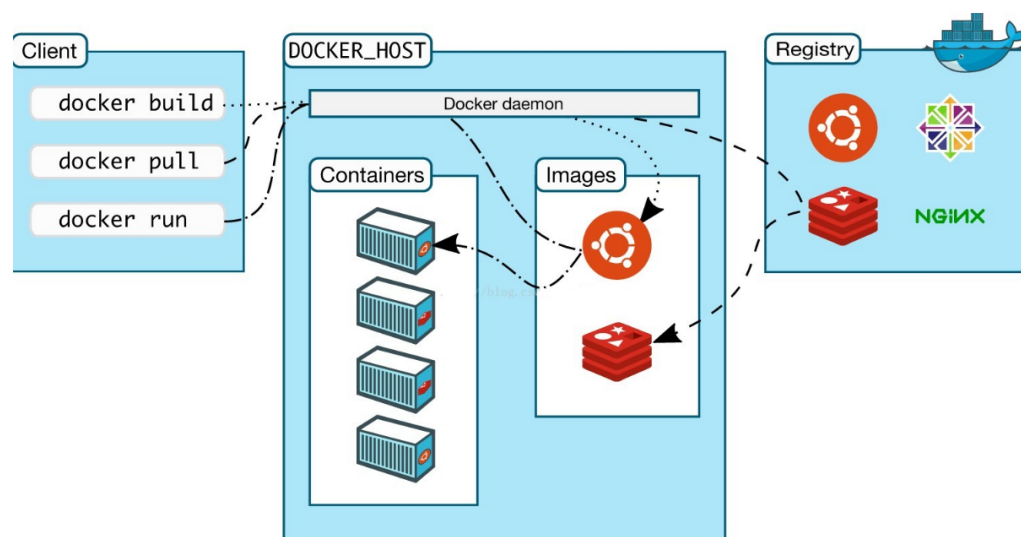 Client
docker build
docker pull
docker run
DOCKER_HOST
Docker daemon
Containers
Images
Registry
NGINX